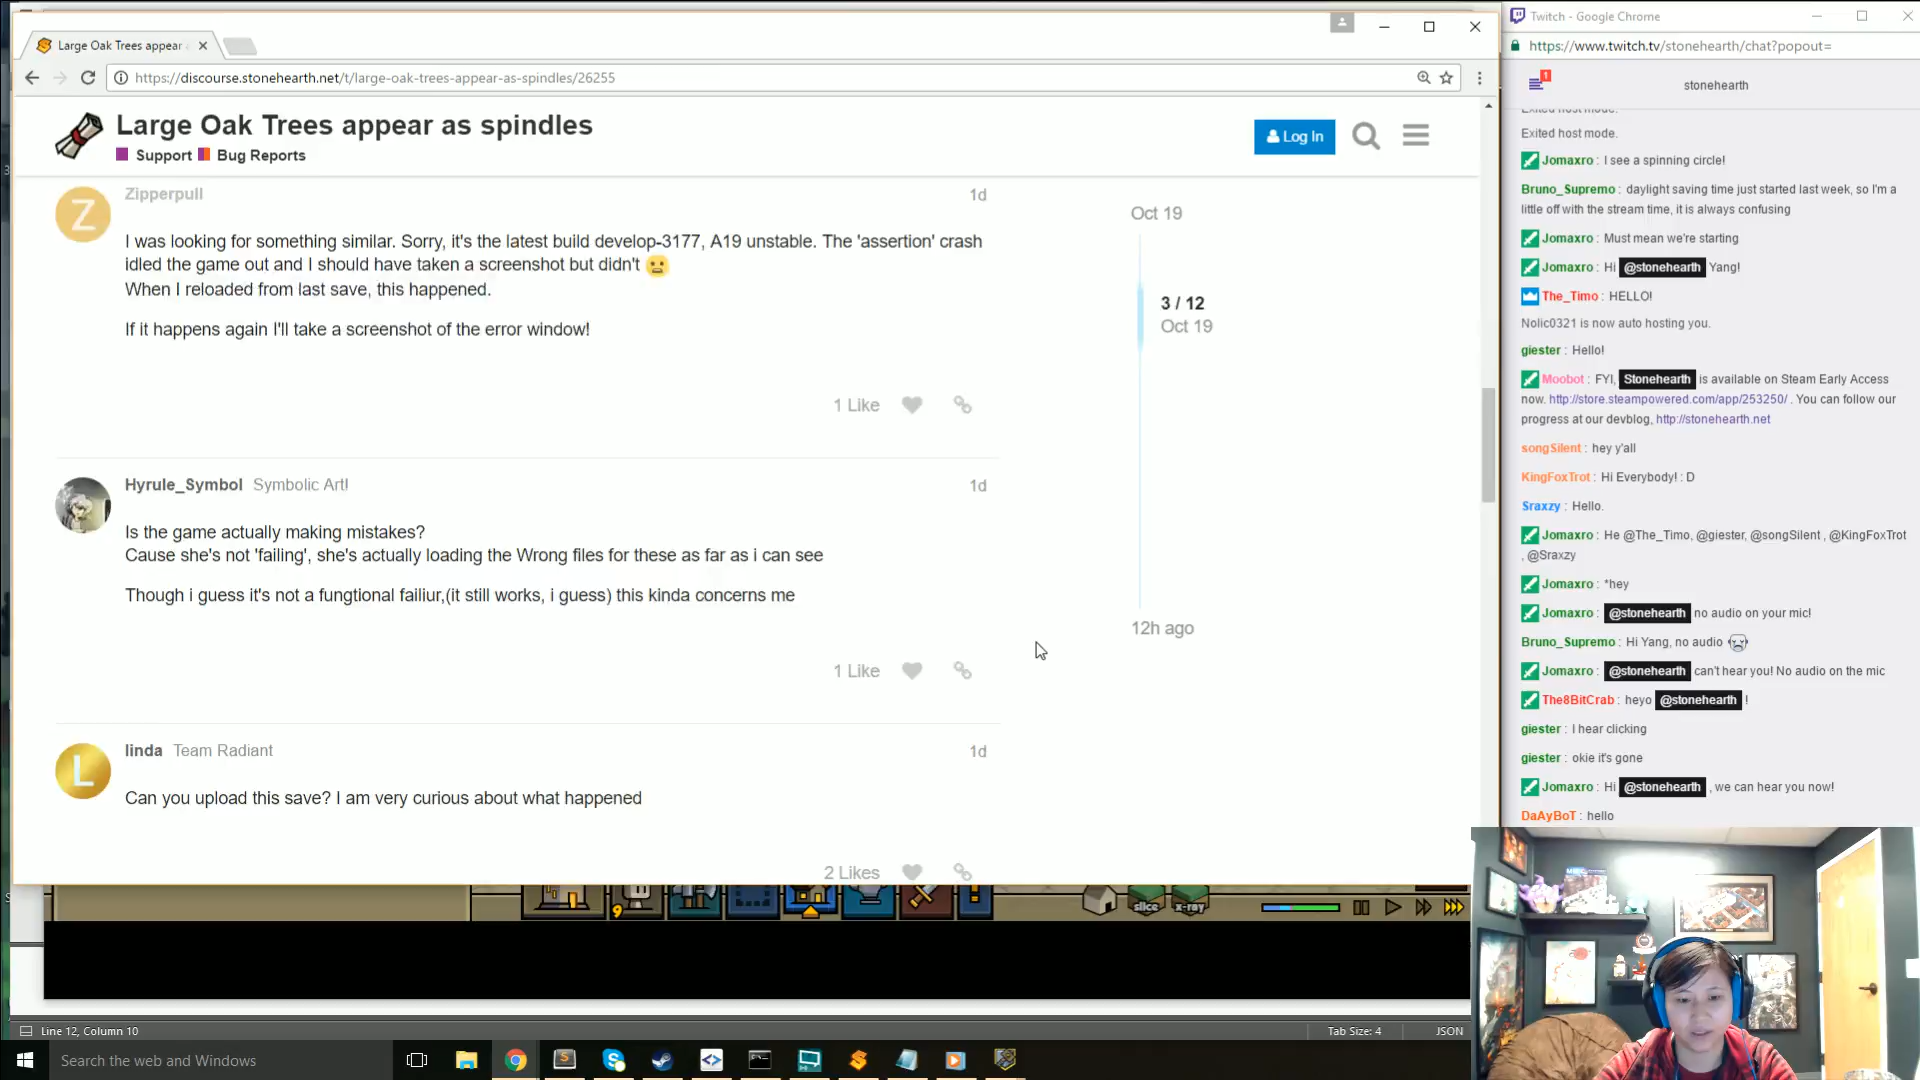 Large Oak Trees appear
https://discourse.stonehearth.net/t/large-oak-trees-appear-as-spindles/26255
Large Oak Trees appear as spindles
Support Bug Reports
Log In
Zipperpull
1d
I was looking for something similar. Sorry, it's the latest build develop-3177, A19 unstable. The 'assertion' crash
idled the game out and I should have taken a screenshot but didn't
When I reloaded from last save, this happened.
If it happens again I'll take a screenshot of the error window!
1 Like
Hyrule_Symbol Symbolic Art!
1d
Is the game actually making mistakes?
Cause she's not 'failing', she's actually loading the Wrong files for these as far as i can see
Though i guess it's not a fungtional failiur,(it still works, i guess) this kinda concerns me
1 Like
linda Team Radiant
1d
Can you upload this save? I am very curious about what happened
2 Likes
Oct 19
3 / 12
Oct 19
12h ago
9
slice
x-ray
Line 12, Column 10
Tab Size: 4
JSON
Search the web and Windows
Twitch - Google Chrome
https://www.twitch.tv/stonehearth/chat?popout=
1
stonehearth
Exited host mode.
Exited host mode.
Jomaxro : I see a spinning circle!
Bruno_Supremo : daylight saving time just started last week, so I'm a
little off with the stream time, it is always confusing
Jomaxro : Must mean we're starting
Jomaxro : Hi @stonehearth Yang!
The_Timo : HELLO!
Nolic0321 is now auto hosting you.
giester : Hello!
Moobot : FYI, Stonehearth is available on Steam Early Access
now. http://store.steampowered.com/app/253250/ . You can follow our
progress at our devblog, http://stonehearth.net
songSilent : hey y'all
KingFoxTrot : Hi Everybody! : D
Sraxzy : Hello.
Jomaxro : He @The_Timo, @giester, @songSilent , @KingFoxTrot
, @Sraxzy
Jomaxro : *hey
Jomaxro : @stonehearth no audio on your mic!
Bruno_Supremo : Hi Yang, no audio
Jomaxro : @stonehearth can't hear you! No audio on the mic
The8BitCrab : heyo @stonehearth !
giester : I hear clicking
giester : okie it's gone
Jomaxro : Hi @stonehearth , we can hear you now!
DaAyBoT : hello